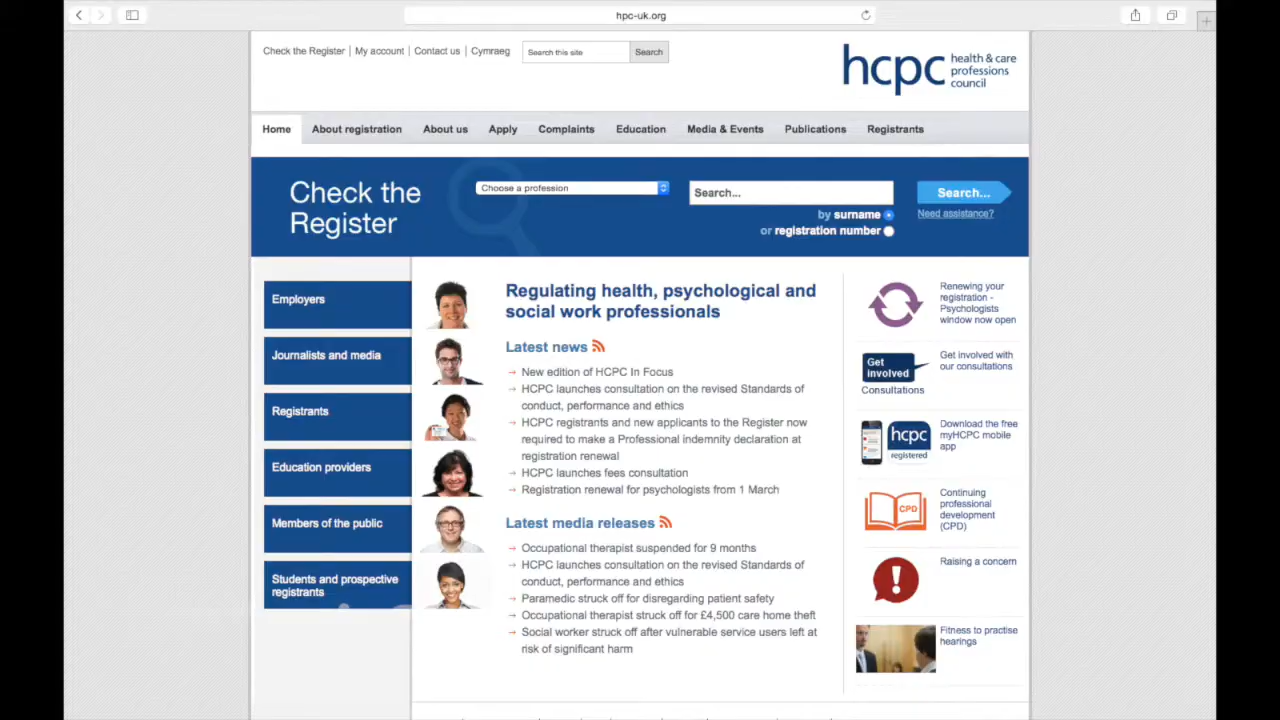 hpc-uk.org
Check the Register | My account | Contact us | Cymraeg
Search this site
Search
hcpc health & care
professions
council
Home
About registration
About us
Apply
Complaints
Education
Media & Events
Publications
Registrants
Check the
Register
Choose a profession
Search...
by surname
or registration number
Search...
Need assistance?
Employers
Journalists and media
Registrants
Education providers
Members of the public
Students and prospective
registrants
Regulating health, psychological and
social work professionals
Latest news
→ New edition of HCPC In Focus
→ HCPC launches consultation on the revised Standards of
conduct, performance and ethics
→ HCPC registrants and new applicants to the Register now
required to make a Professional indemnity declaration at
registration renewal
→ HCPC launches fees consultation
→ Registration renewal for psychologists from 1 March
Latest media releases
→ Occupational therapist suspended for 9 months
→ HCPC launches consultation on the revised Standards of
conduct, performance and ethics
→ Paramedic struck off for disregarding patient safety
→ Occupational therapist struck off for £4,500 care home theft
→ Social worker struck off after vulnerable service users left at
risk of significant harm
Renewing your
registration -
Psychologists
window now open
Get
involved
Consultations
Get involved with
our consultations
hcpc
registered
Download the free
myHCPC mobile
app
CPD
Continuing
professional
development
(CPD)
Raising a concern
Fitness to practise
hearings